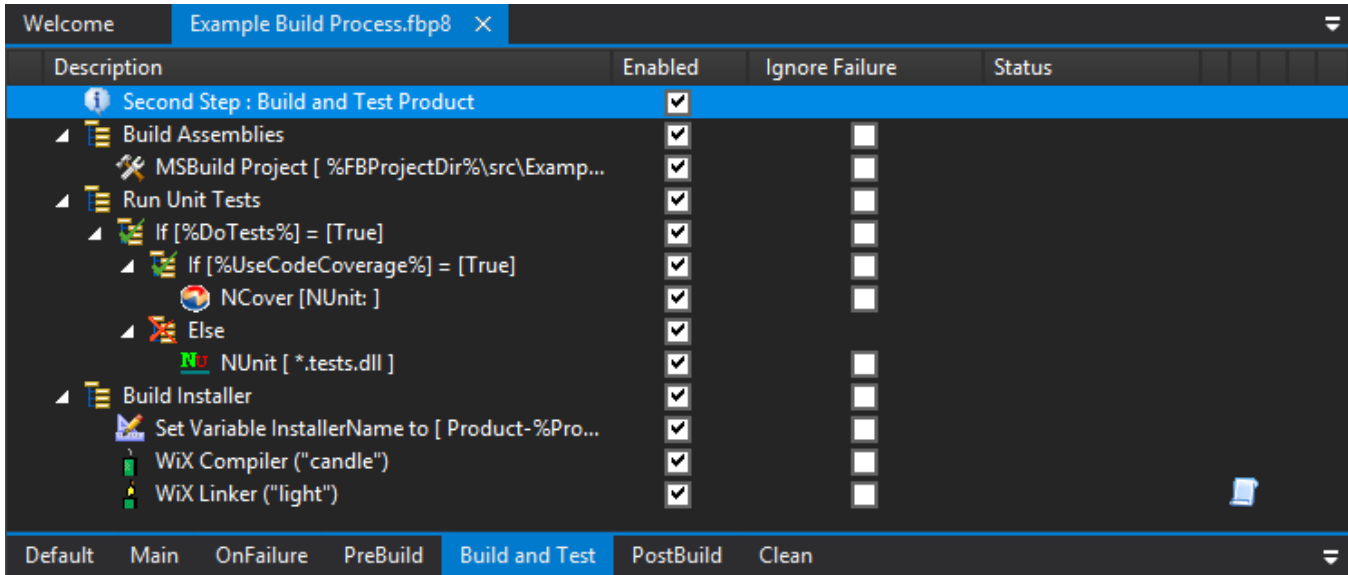 Welcome Example Build Process.fbp8
Description Enabled Ignore Failure Status
Second Step : Build and Test Product
Build Assemblies
MSBuild Project [ %FBProjectDir%\src\Examp...
Run Unit Tests
If [%DoTests%] = [True]
If [%UseCodeCoverage%] = [True]
NCover [NUnit: ]
Else
NU NUnit [ *.tests.dll ]
Build Installer
Set Variable InstallerName to [ Product-%Pro...
WiX Compiler ("candle")
WiX Linker ("light")
Default Main OnFailure PreBuild Build and Test PostBuild Clean